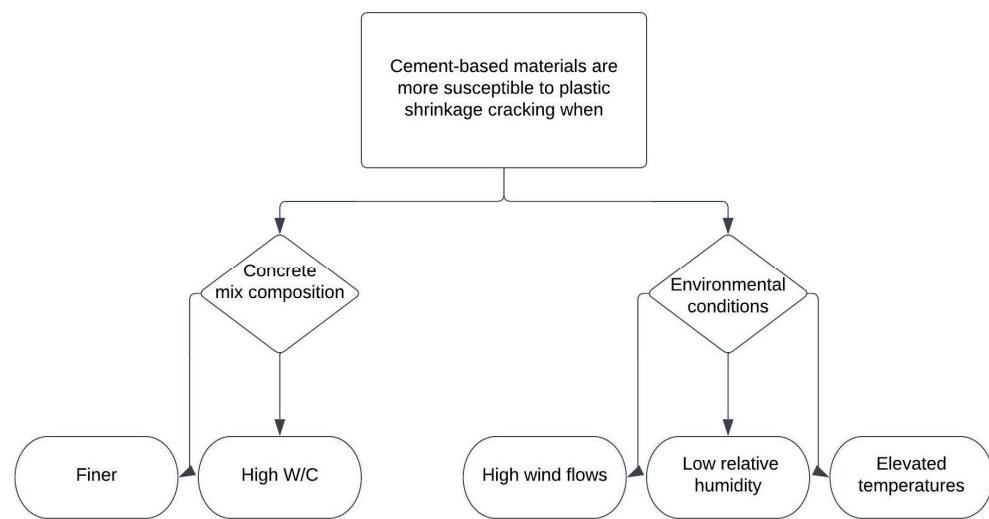 Cement-based materials are
more susceptible to plastic
shrinkage cracking when
Concrete
mix composition
Environmental
conditions
Finer
High W/C
High wind flows
Low relative
humidity
Elevated
temperatures